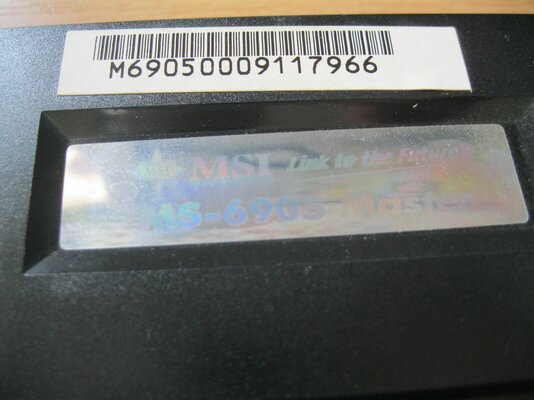 M69050009117966
MSI Link to the Future
MS-6905 Master